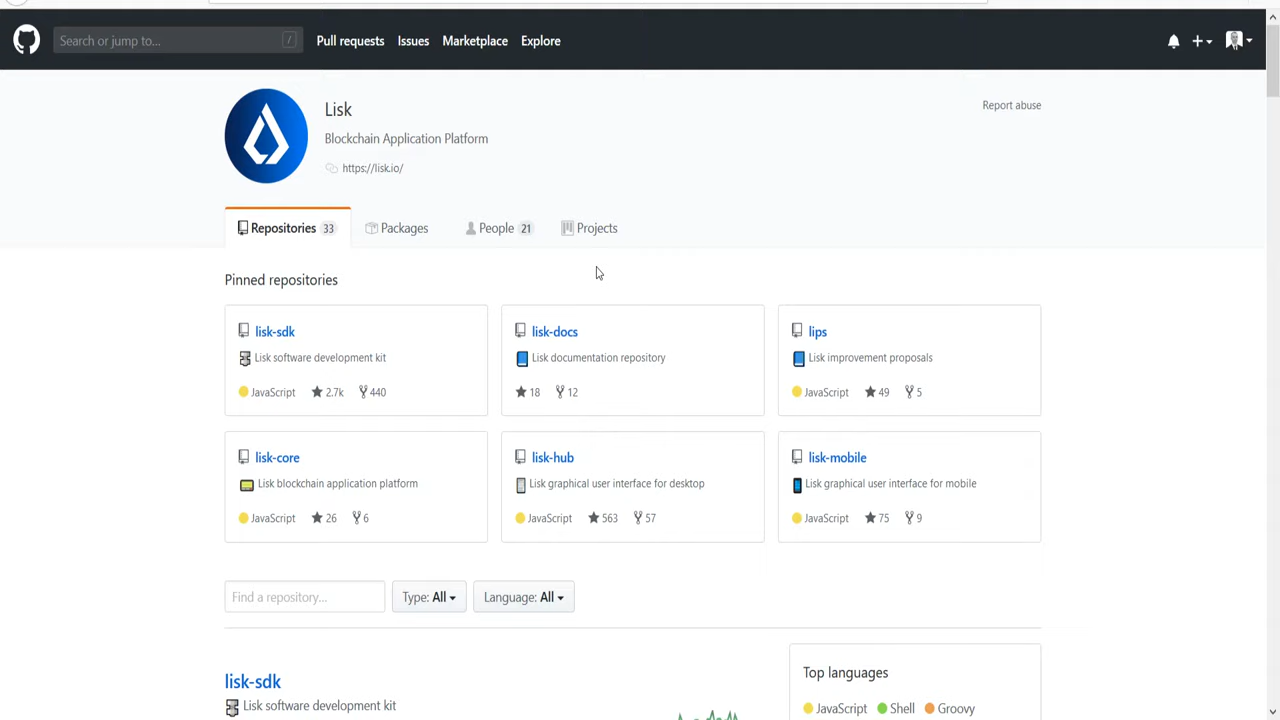 Search or jump to... /
Pull requests Issues Marketplace Explore
Lisk
Report abuse
Blockchain Application Platform
https://lisk.io/
Repositories 33 Packages People 21 Projects
Pinned repositories
lisk-sdk
Lisk software development kit
JavaScript 2.7k 440
lisk-docs
Lisk documentation repository
18 12
lips
Lisk improvement proposals
JavaScript 49 5
lisk-core
Lisk blockchain application platform
JavaScript 26 6
lisk-hub
Lisk graphical user interface for desktop
JavaScript 563 57
lisk-mobile
Lisk graphical user interface for mobile
JavaScript 75 9
Find a repository... Type: All Language: All
lisk-sdk
Lisk software development kit
Top languages
JavaScript Shell Groovy